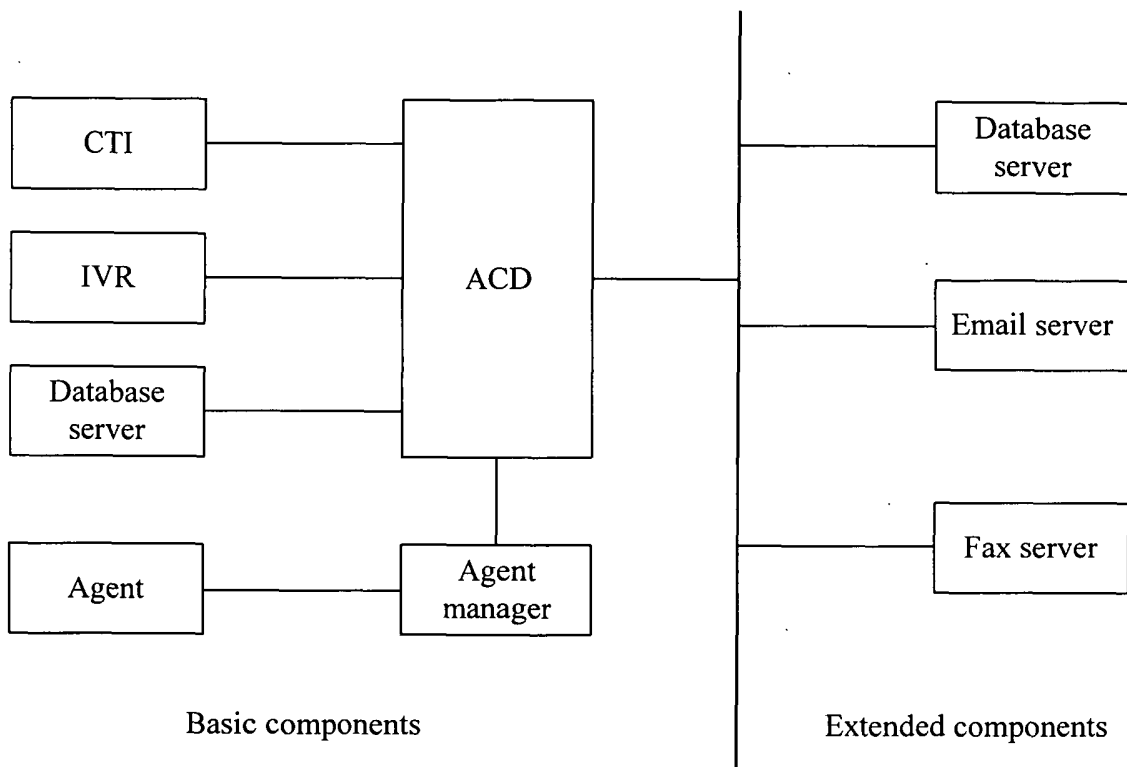 CTI
IVR
Database
server
Agent
ACD
Agent
manager
Database
server
Email server
Fax server
Basic components
Extended components